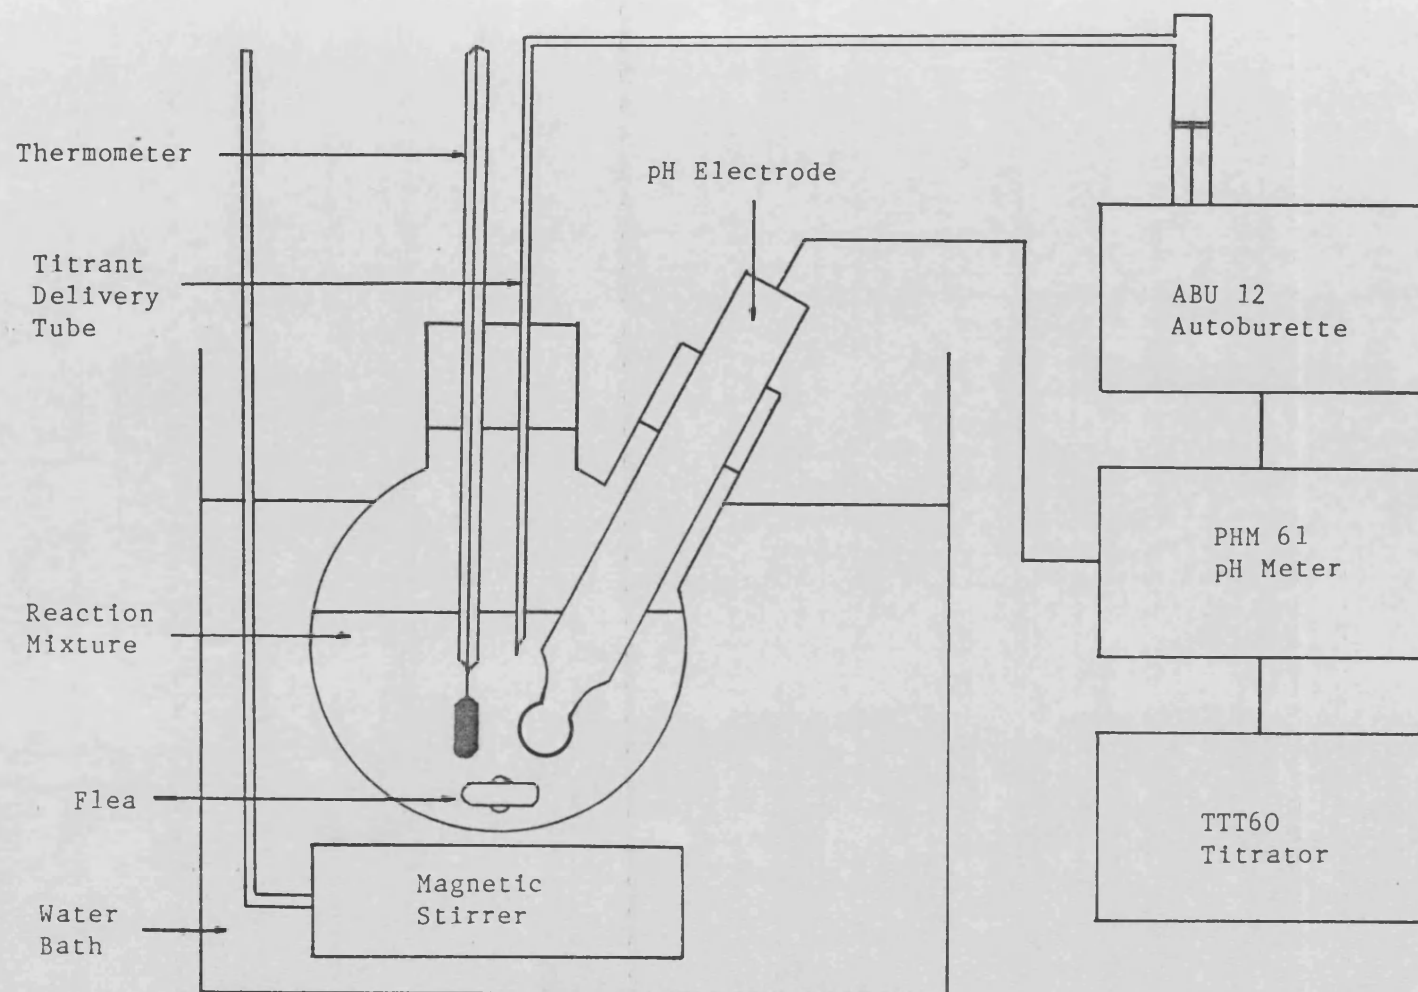 Thermometer
pH Electrode
Titrant
Delivery
Tube
ABU 12
Autoburette
PHM 61
pH Meter
Reaction
Mixture
Flea
TTT60
Titrator
Magnetic
Stirrer
Water
Bath